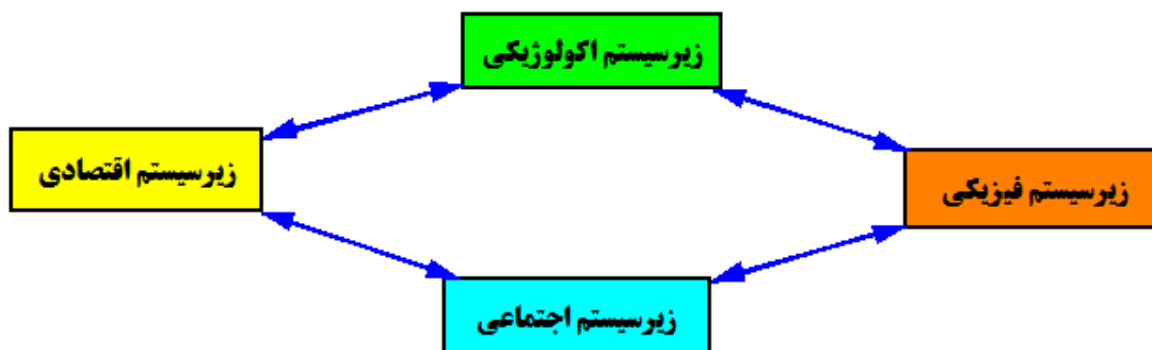 زیرسیستم اکولوژیکی
زیرسیستم فیزیکی
زیرسیستم اقتصادی
زیرسیستم اجتماعی